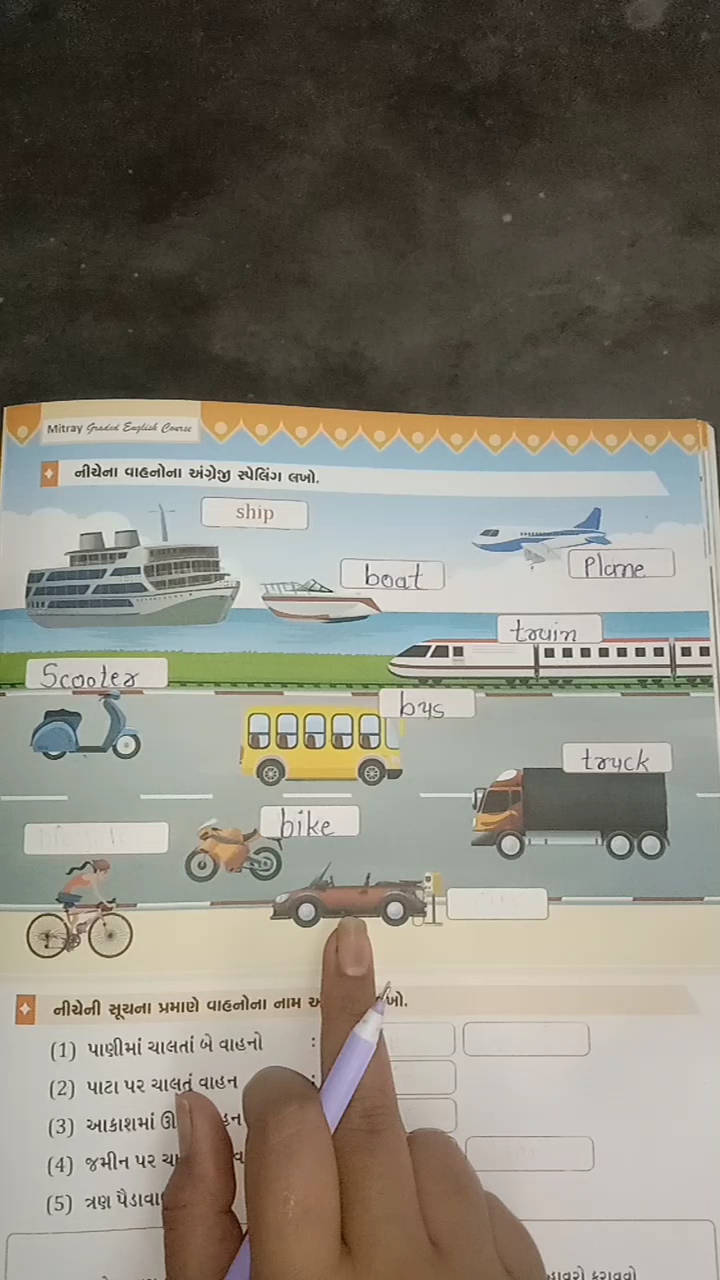 Mitray Graded English Course
નીચેના વાહનોના અંગ્રેજી સ્પેલિંગ લખો.
ship
boat
Plane
train
Scooter
bus
truck
bike
નીચેની સૂચના પ્રમાણે વાહનોના નામ
(1) પાણીમાં ચાલતાં બે વાહનો :
(2) પાટા પર ચાલતું વાહન :
(3) આકાશમાં
(4) જમીન પર
(5) ત્રણ